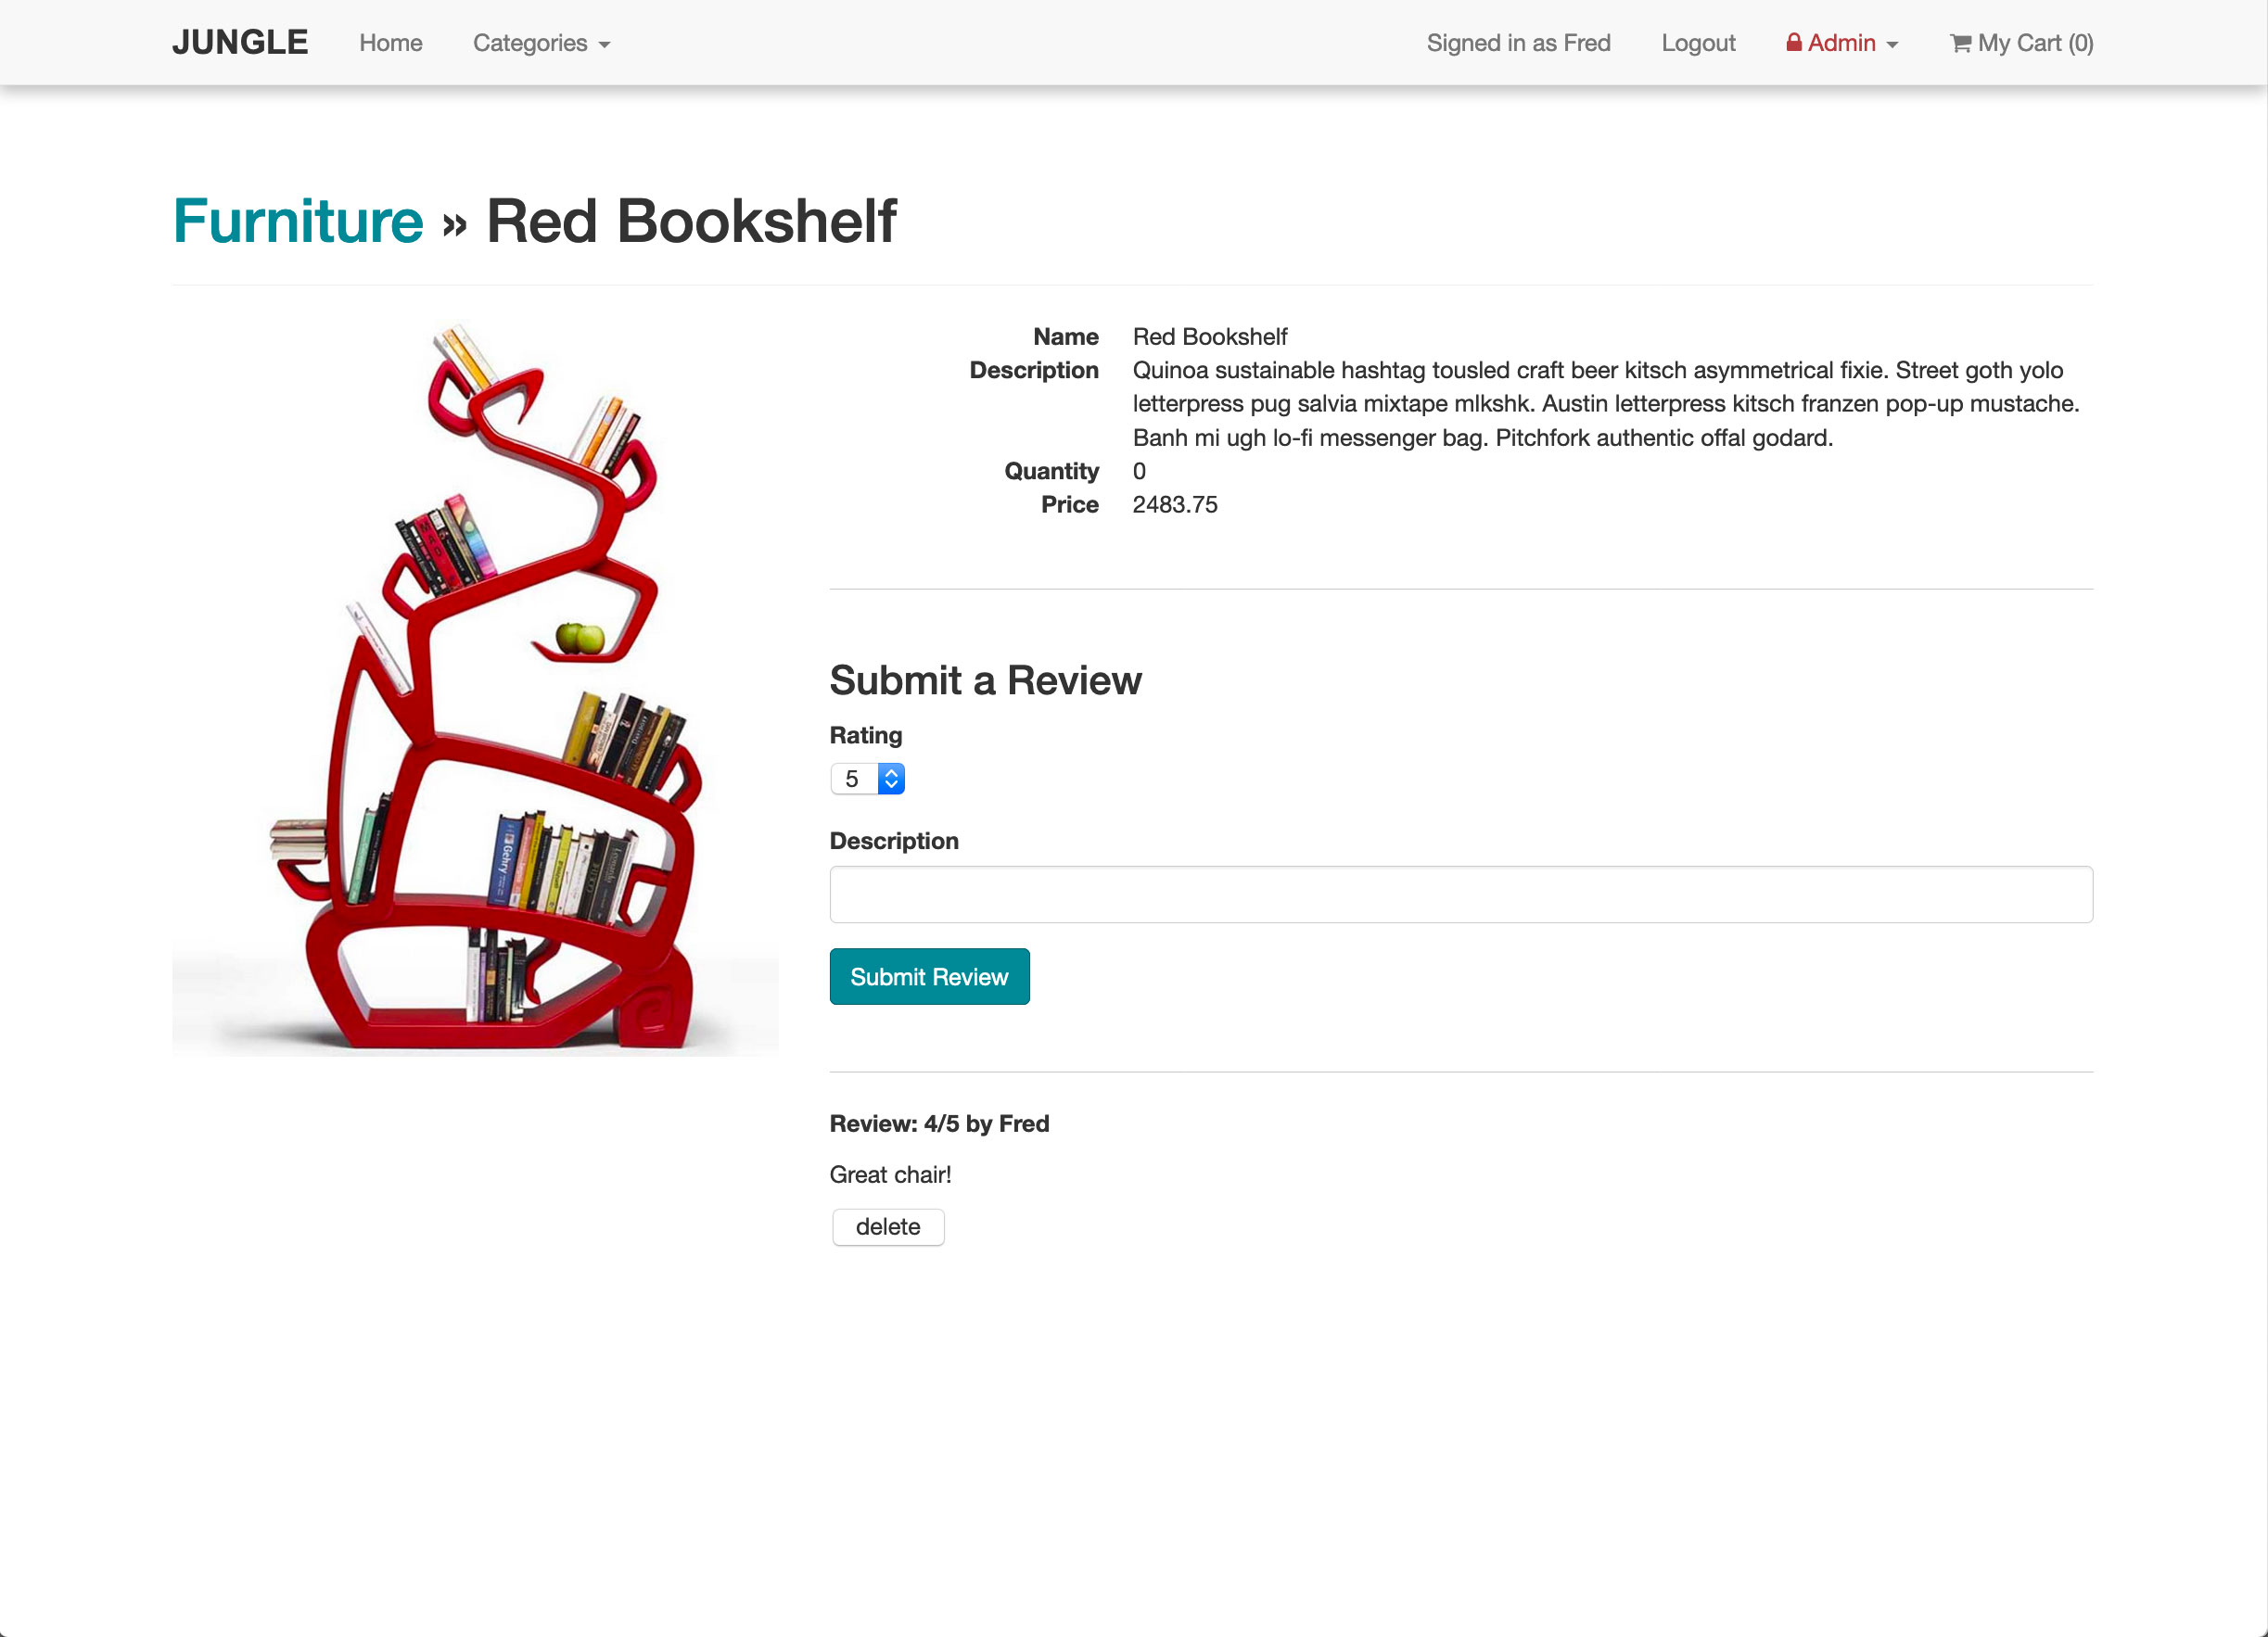 JUNGLE Home Categories Signed in as Fred Logout Admin My Cart (0)
Furniture » Red Bookshelf
Name Red Bookshelf
Description Quinoa sustainable hashtag tousled craft beer kitsch asymmetrical fixie. Street goth yolo
letterpress pug salvia mixtape mlkshk. Austin letterpress kitsch franzen pop-up mustache.
Banh mi ugh lo-fi messenger bag. Pitchfork authentic offal godard.
Quantity 0
Price 2483.75
Submit a Review
Rating
5
Description
Gehry
Submit Review
Review: 4/5 by Fred
Great chair!
delete